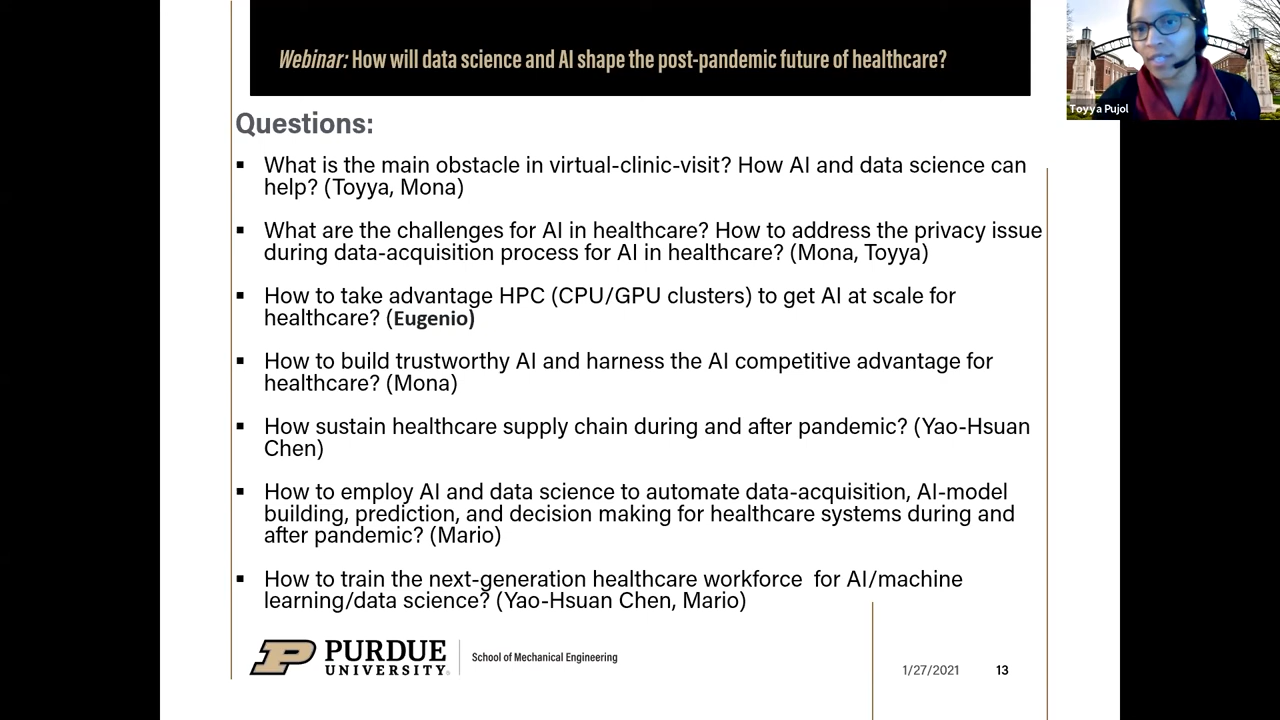 Webinar: How will data science and AI shape the post-pandemic future of healthcare?
Toyya Pujol
Questions:
▪ What is the main obstacle in virtual-clinic-visit? How AI and data science can
help? (Toyya, Mona)
▪ What are the challenges for AI in healthcare? How to address the privacy issue
during data-acquisition process for AI in healthcare? (Mona, Toyya)
▪ How to take advantage HPC (CPU/GPU clusters) to get AI at scale for
healthcare? (Eugenio)
▪ How to build trustworthy AI and harness the AI competitive advantage for
healthcare? (Mona)
▪ How sustain healthcare supply chain during and after pandemic? (Yao-Hsuan
Chen)
▪ How to employ AI and data science to automate data-acquisition, AI-model
building, prediction, and decision making for healthcare systems during and
after pandemic? (Mario)
▪ How to train the next-generation healthcare workforce for AI/machine
learning/data science? (Yao-Hsuan Chen, Mario)
P PURDUE
UNIVERSITY®
School of Mechanical Engineering
1/27/2021 13